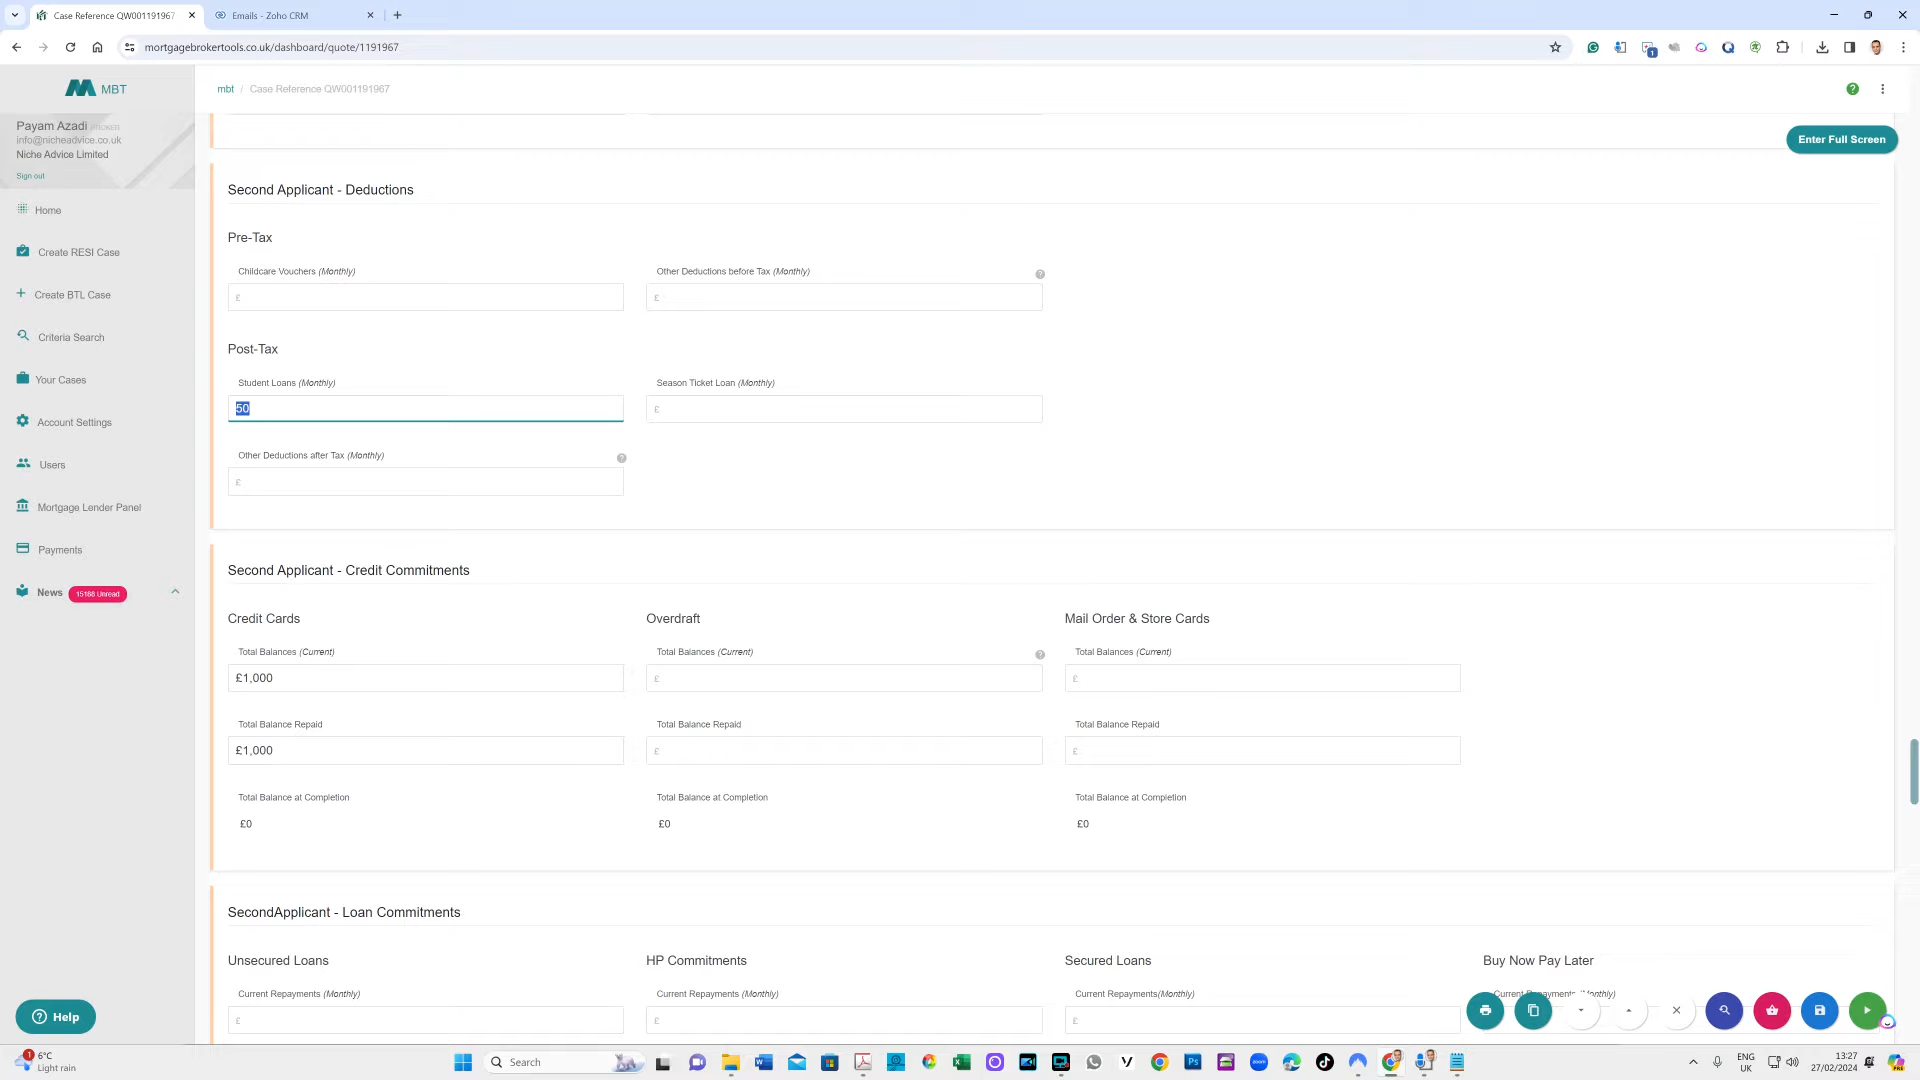 Case Reference QW001191967
Emails - Zoho CRM
mortgagebrokertools.co.uk/dashboard/quote/1191967
1
MBT
mbt / Case Reference QW001191967
Payam Azadi BROKER
info@nicheadvice.co.uk
Niche Advice Limited
Sign out
Enter Full Screen
Home
Create RESI Case
Create BTL Case
Criteria Search
Your Cases
Account Settings
Users
Mortgage Lender Panel
Payments
News 15168 Unread
Second Applicant - Deductions
Pre-Tax
Childcare Vouchers (Monthly)
Other Deductions before Tax (Monthly)
£
£
Post-Tax
Student Loans (Monthly)
Season Ticket Loan (Monthly)
50
£
Other Deductions after Tax (Monthly)
£
Second Applicant - Credit Commitments
Credit Cards
Overdraft
Mail Order & Store Cards
Total Balances (Current)
Total Balances (Current)
Total Balances (Current)
£1,000
£
£
Total Balance Repaid
Total Balance Repaid
Total Balance Repaid
£1,000
£
£
Total Balance at Completion
Total Balance at Completion
Total Balance at Completion
£0
£0
£0
SecondApplicant - Loan Commitments
Unsecured Loans
HP Commitments
Secured Loans
Buy Now Pay Later
Current Repayments (Monthly)
Current Repayments (Monthly)
Current Repayments(Monthly)
Current Repayments (Monthly)
£
£
£
Help
1
6°C
Light rain
Search
zoom
ENG
UK
13:27
27/02/2024